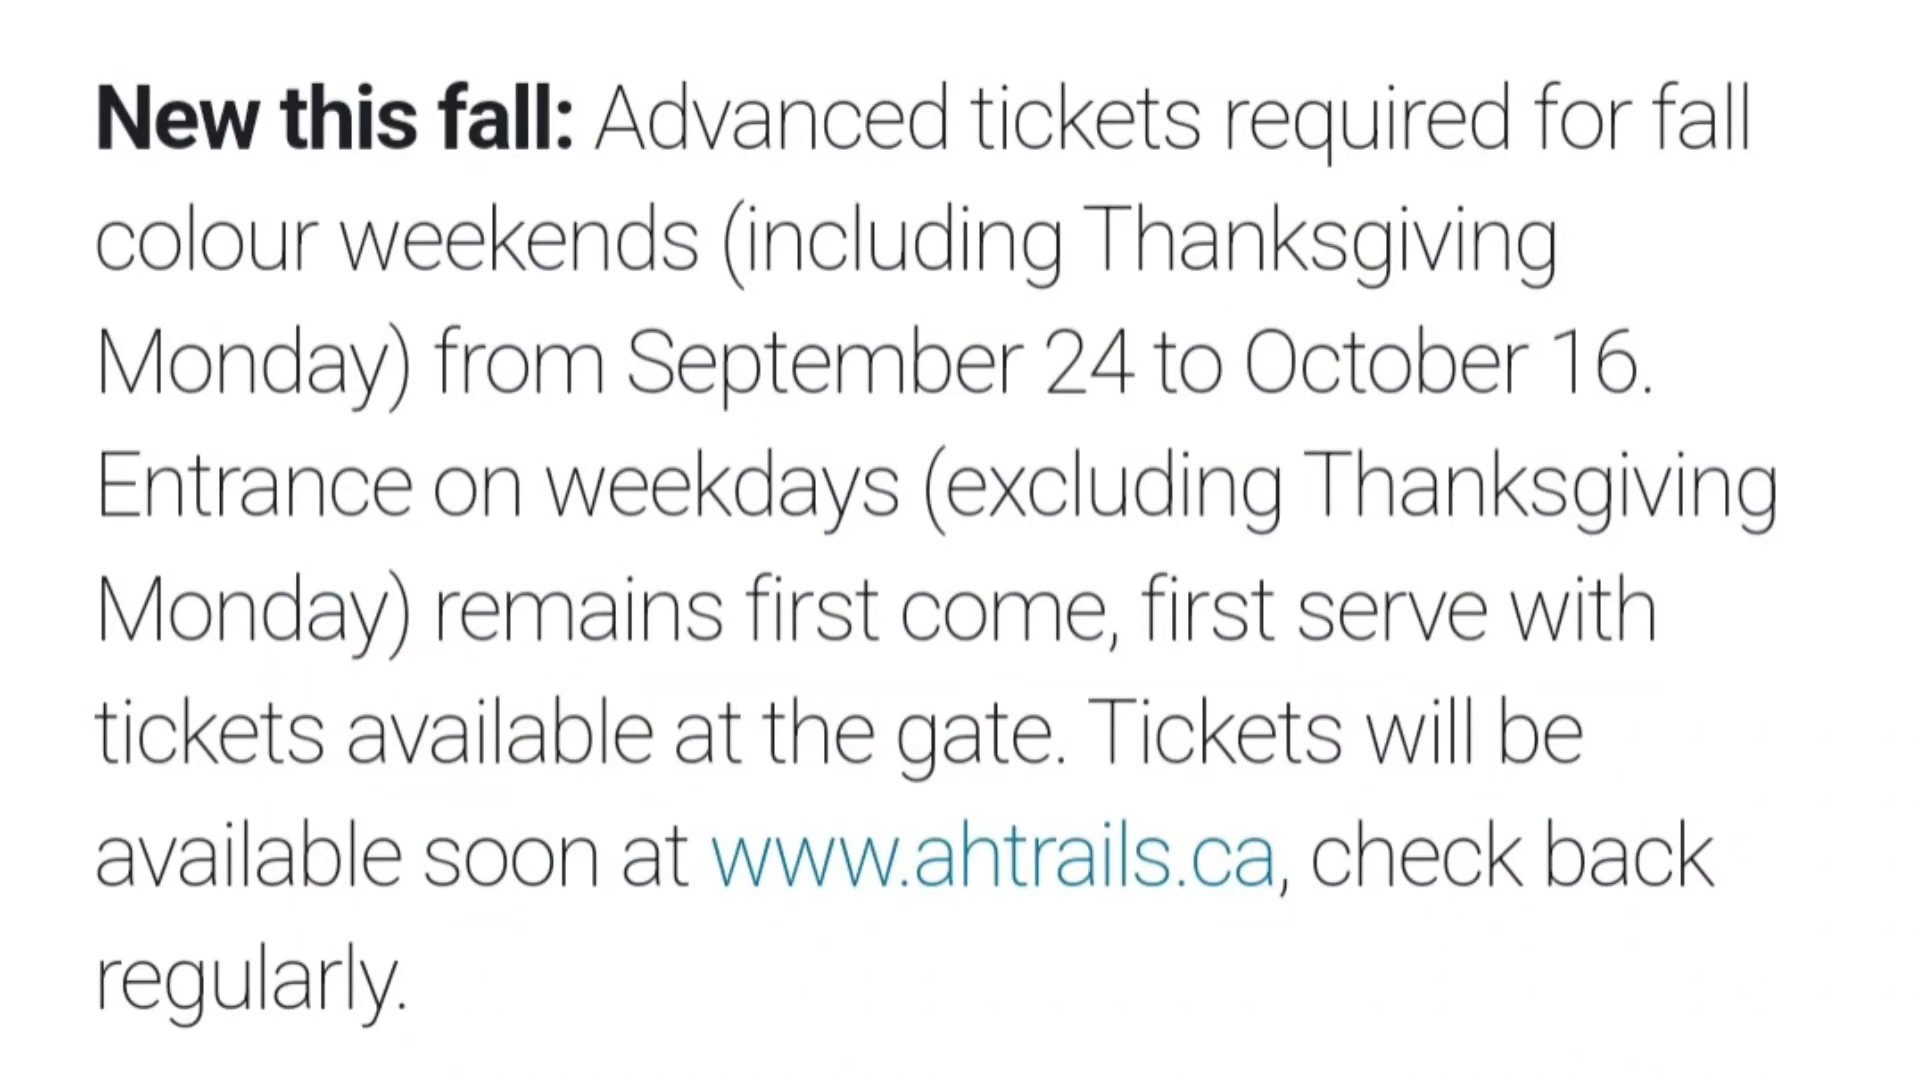 New this fall: Advanced tickets required for fall
colour weekends (including Thanksgiving
Monday) from September 24 to October 16.
Entrance on weekdays (excluding Thanksgiving
Monday) remains first come, first serve with
tickets available at the gate. Tickets will be
available soon at www.ahtrails.ca, check back
regularly.